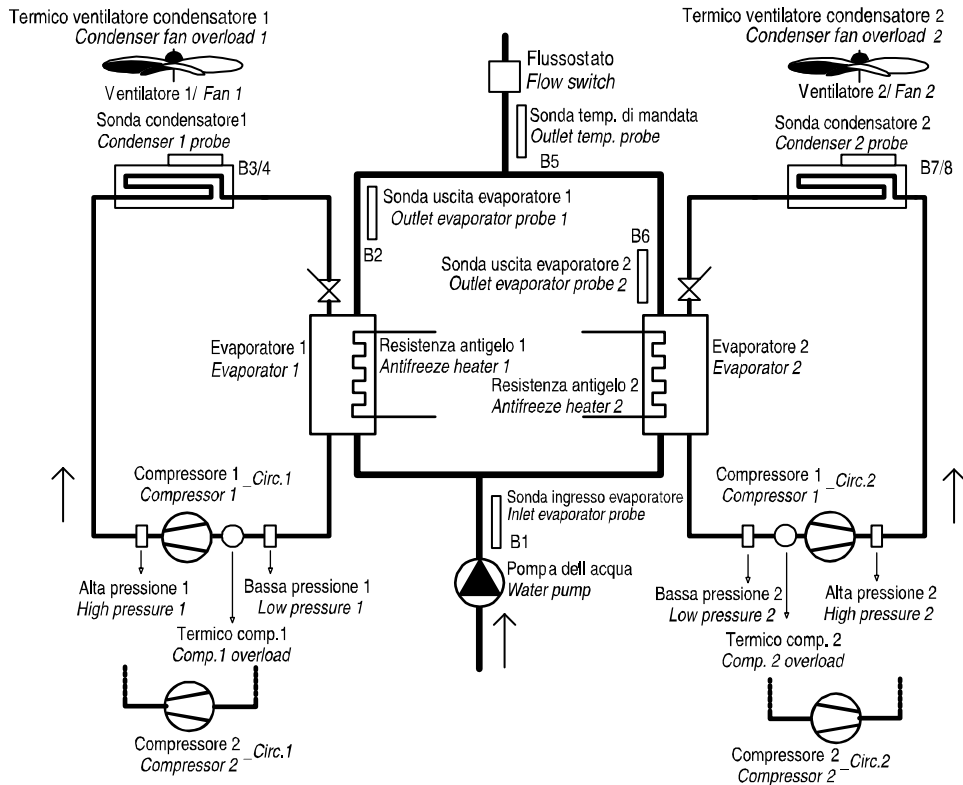 Termico ventilatore condensatore 1
Condenser fan overload 1
Ventilatore 1/ Fan 1
Sonda condensatore1
Condenser 1 probe
B3/4
Flussostato
Flow switch
Sonda temp. di mandata
Outlet temp. probe
B5
Termico ventilatore condensatore 2
Condenser fan overload 2
Ventilatore 2/ Fan 2
Sonda condensatore 2
Condenser 2 probe
B7/8
Sonda uscita evaporatore 1
Outlet evaporator probe 1
B2
B6
Sonda uscita evaporatore 2
Outlet evaporator probe 2
Evaporatore 1
Evaporator 1
Resistenza antigelo 1
Antifreeze heater 1
Resistenza antigelo 2
Antifreeze heater 2
Evaporatore 2
Evaporator 2
Compressore 1 _Circ.1
Compressor 1
Sonda ingresso evaporatore
Inlet evaporator probe
B1
Compressore 1 _Circ.2
Compressor 1
Alta pressione 1
High pressure 1
Bassa pressione 1
Low pressure 1
Pompa dell acqua
Water pump
Bassa pressione 2
Low pressure 2
Alta pressione 2
High pressure 2
Termico comp.1
Comp.1 overload
Termico comp. 2
Comp. 2 overload
Compressore 2 _Circ.1
Compressor 2
Compressore 2 _Circ.2
Compressor 2